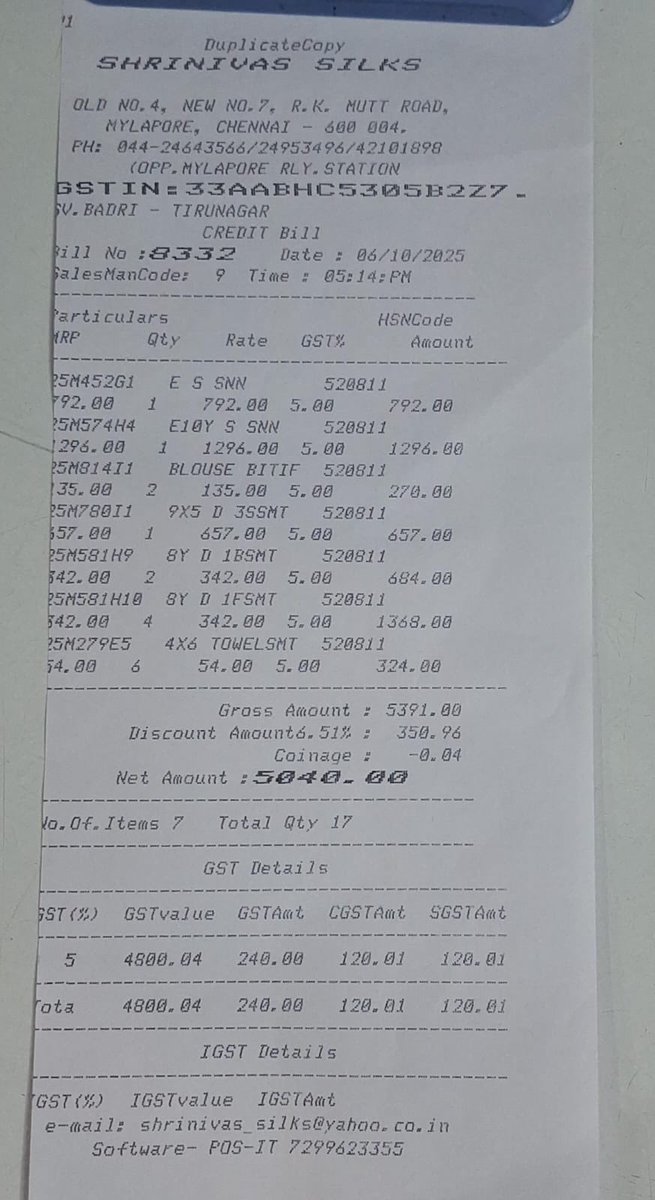 DuplicateCopy
SHRINIVAS SILKS
OLD NO.4, NEW NO.7, R.K. MUTT ROAD,
MYLAPORE, CHENNAI - 600 004.
PH: 044-24643566/24953496/42101898
(OPP.MYLAPORE RLY.STATION
GSTIN:33AABHC5305B2Z7.
SV.BADRI - TIRUNAGAR
CREDIT Bill
Bill No :8332 Date : 06/10/2025
SalesManCode: 9 Time : 05:14:PM
Particulars HSNCode
MRP Qty Rate GST% Amount
25M452G1 E S SNN 520811
792.00 1 792.00 5.00 792.00
25M574H4 E10Y S SNN 520811
1296.00 1 1296.00 5.00 1296.00
25M814I1 BLOUSE BITIF 520811
135.00 2 135.00 5.00 270.00
25M780I1 9X5 D 3SSMT 520811
657.00 1 657.00 5.00 657.00
25M581H9 8Y D 1BSMT 520811
342.00 2 342.00 5.00 684.00
25M581H10 8Y D 1FSMT 520811
342.00 4 342.00 5.00 1368.00
25M279E5 4X6 TOWELSMT 520811
54.00 6 54.00 5.00 324.00
Gross Amount : 5391.00
Discount Amount6.51% : 350.96
Coinage : -0.04
Net Amount :5040.00
No.Of.Items 7 Total Qty 17
GST Details
GST(%) GSTvalue GSTAmt CGSTAmt SGSTAmt
5 4800.04 240.00 120.01 120.01
Tota 4800.04 240.00 120.01 120.01
IGST Details
IGST(%) IGSTvalue IGSTAmt
e-mail: shrinivas_silks@yahoo.co.in
Software- POS-IT 7299623355